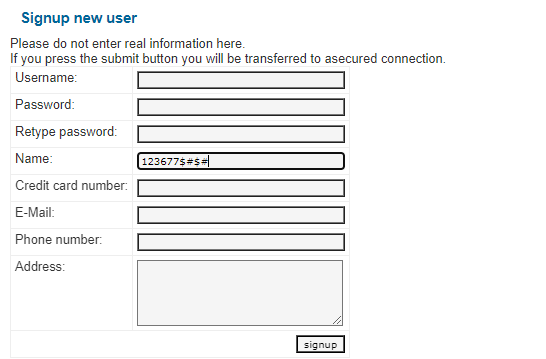 Signup new user
Please do not enter real information here.
If you press the submit button you will be transferred to asecured connection.
Username:
Password:
Retype password:
Name: 123677$#$#
Credit card number:
E-Mail:
Phone number:
Address:
signup